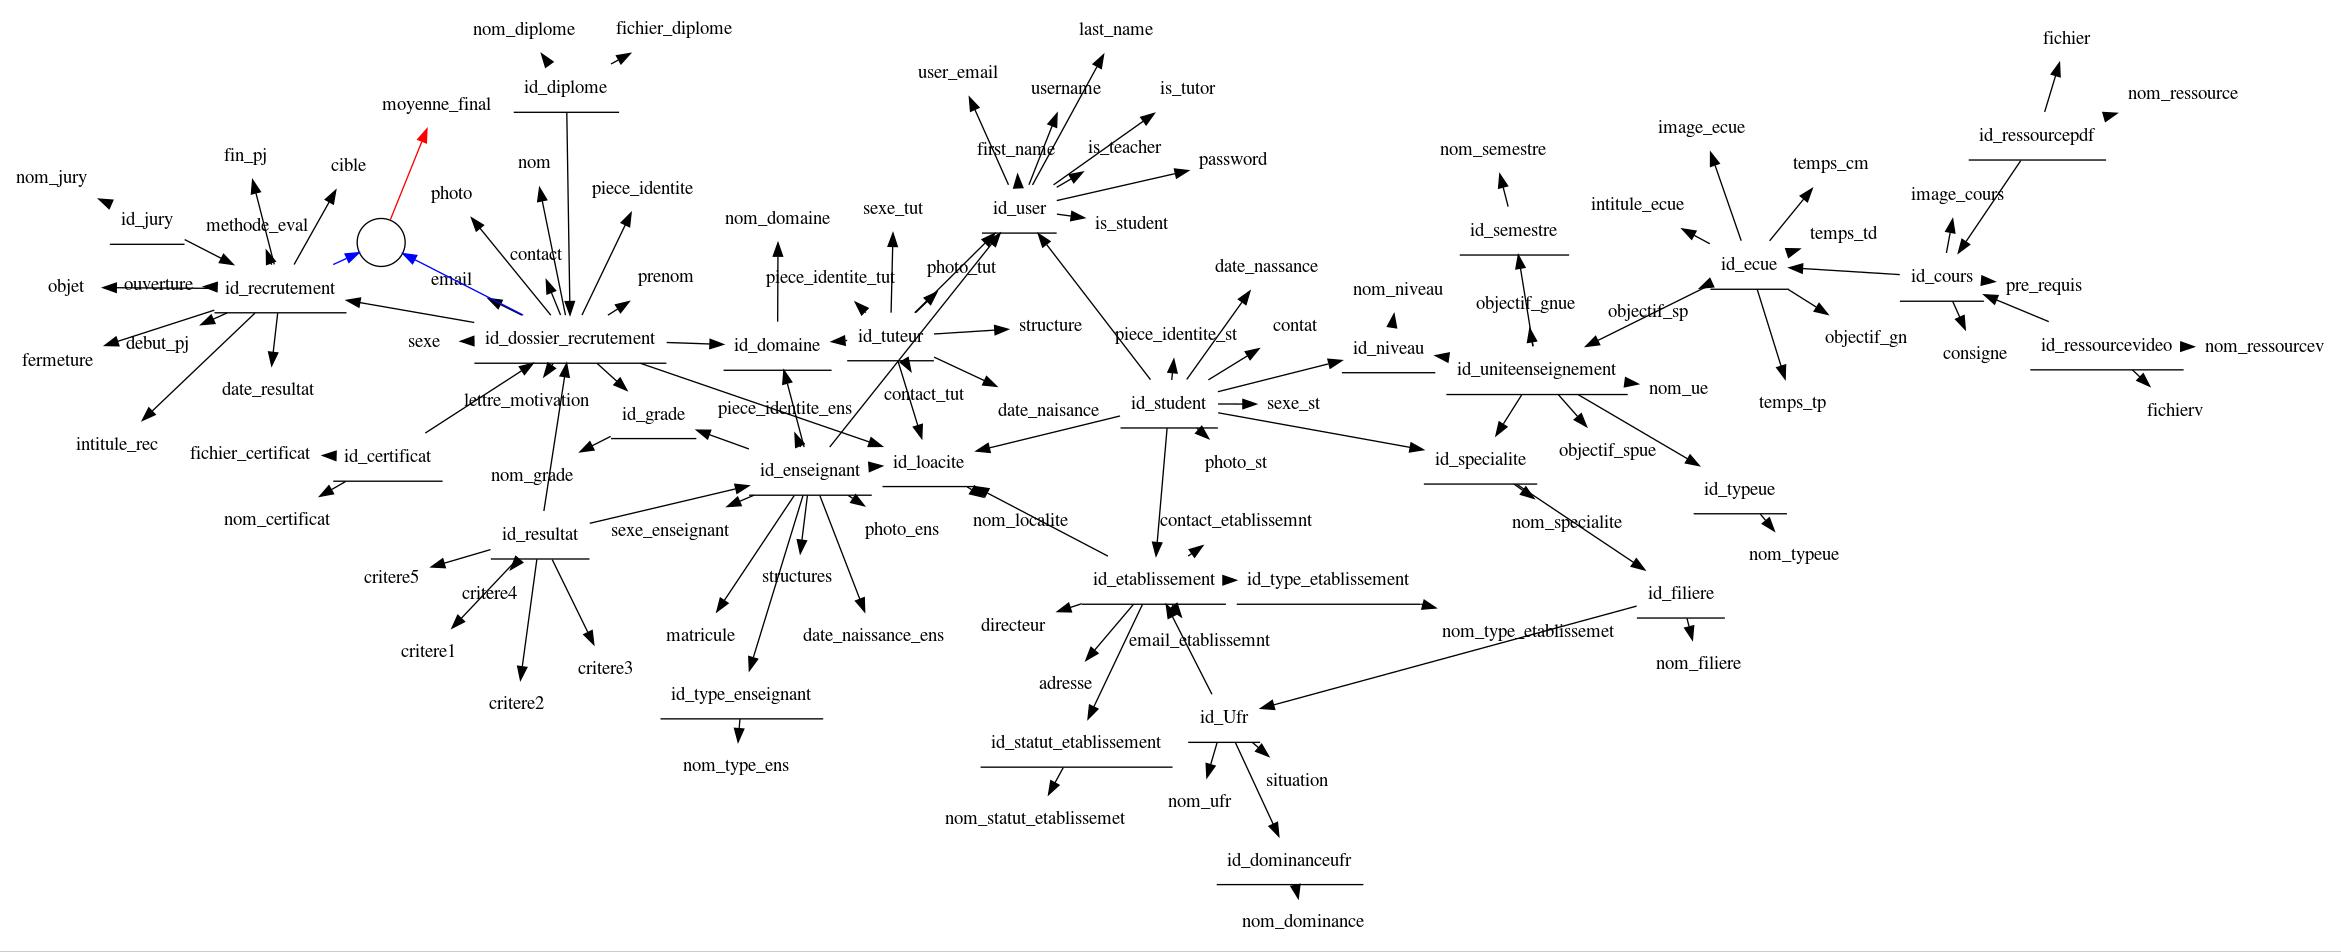 nom_diplome
fichier_diplome
last_name
fichier
user_email
id_diplome
username
is_tutor
nom_ressource
moyenne_final
image_ecue
id_ressourcepdf
fin_pj
cible
nom
first_name
is_teacher
password
nom_semestre
temps_cm
nom_jury
photo
piece_identite
image_cours
id_jury
methode_eval
nom_domaine
sexe_tut
id_user
is_student
intitule_ecue
id_semestre
temps_td
contact
email
prenom
piece_identite_tut
photo_tut
date_nassance
id_ecue
id_cours
pre_requis
objet
ouverture
id_recrutement
nom_niveau
objectif_gnue
objectif_sp
fermeture
debut_pj
sexe
id_dossier_recrutement
id_domaine
id_tuteur
structure
piece_identite_st
contat
id_niveau
objectif_gn
consigne
id_ressourcevideo
nom_ressourcev
date_resultat
lettre_motivation
id_grade
piece_identite_ens
contact_tut
date_naisance
id_student
sexe_st
id_uniteenseignement
nom_ue
temps_tp
fichierv
intitule_rec
fichier_certificat
id_certificat
nom_grade
id_enseignant
id_loacite
photo_st
id_specialite
objectif_spue
id_typeue
nom_certificat
id_resultat
sexe_enseignant
photo_ens
nom_localite
contact_etablissemnt
nom_specialite
nom_typeue
critere5
critere4
structures
id_etablissement
id_type_etablissement
id_filiere
critere1
critere2
critere3
matricule
date_naissance_ens
directeur
email_etablissemnt
nom_type_etablissemet
nom_filiere
id_type_enseignant
adresse
id_Ufr
nom_type_ens
id_statut_etablissement
situation
nom_ufr
nom_statut_etablissemet
id_dominanceufr
nom_dominance